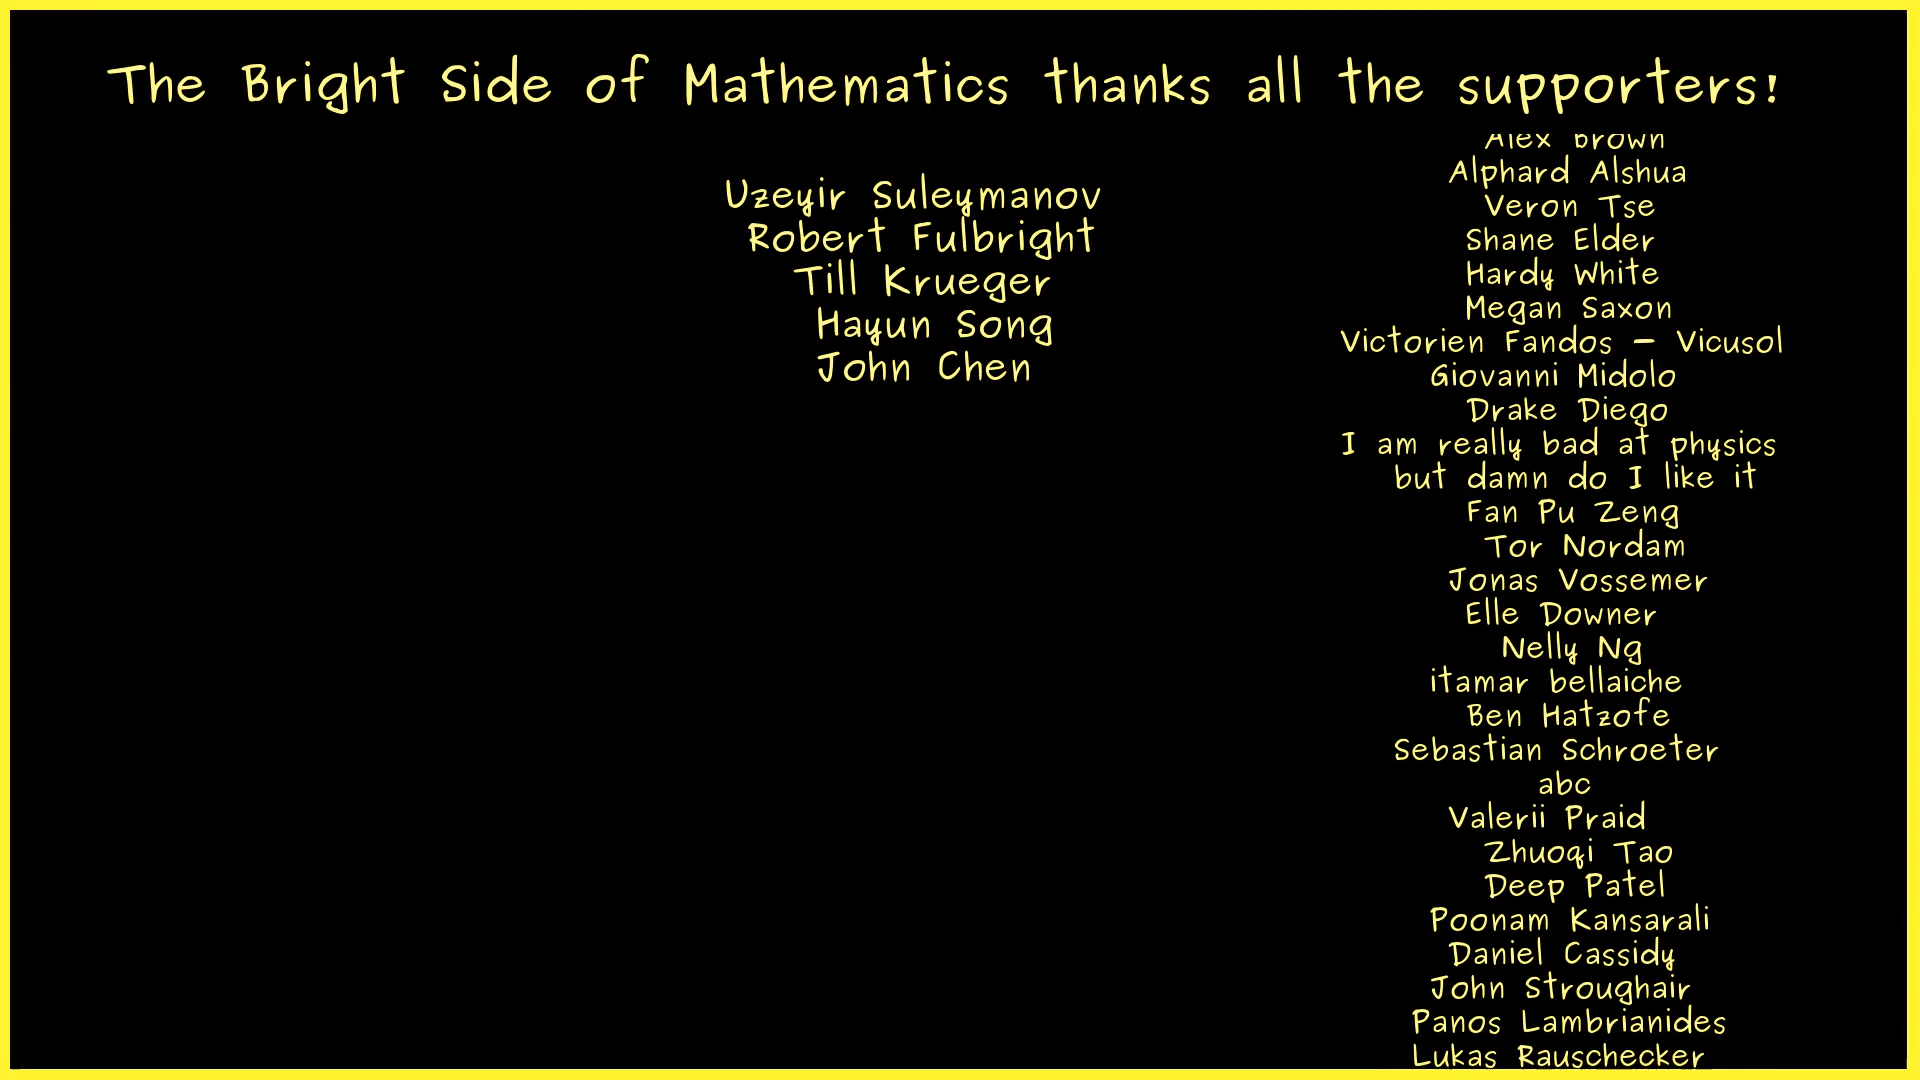 The Bright Side of Mathematics thanks all the supporters!
Uzeyir Suleymanov
Robert Fulbright
Till Krueger
Hayun Song
John Chen
Alex Brown
Alphard Alshua
Veron Tse
Shane Elder
Hardy White
Megan Saxon
Victorien Fandos – Vicusol
Giovanni Midolo
Drake Diego
I am really bad at physics
but damn do I like it
Fan Pu Zeng
Tor Nordam
Jonas Vossemer
Elle Downer
Nelly Ng
itamar bellaiche
Ben Hatzofe
Sebastian Schroeter
abc
Valerii Praid
Zhuoqi Tao
Deep Patel
Poonam Kansarali
Daniel Cassidy
John Stroughair
Panos Lambrianides
Lukas Rauschecker